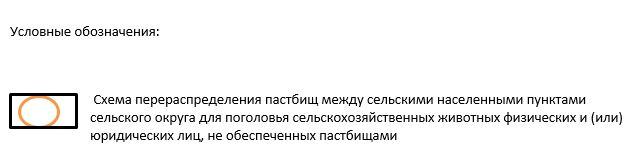 Условные обозначения:
Схема перераспределения пастбищ между сельскими населенными пунктами
сельского округа для поголовья сельскохозяйственных животных физических и (или)
юридических лиц, не обеспеченных пастбищами